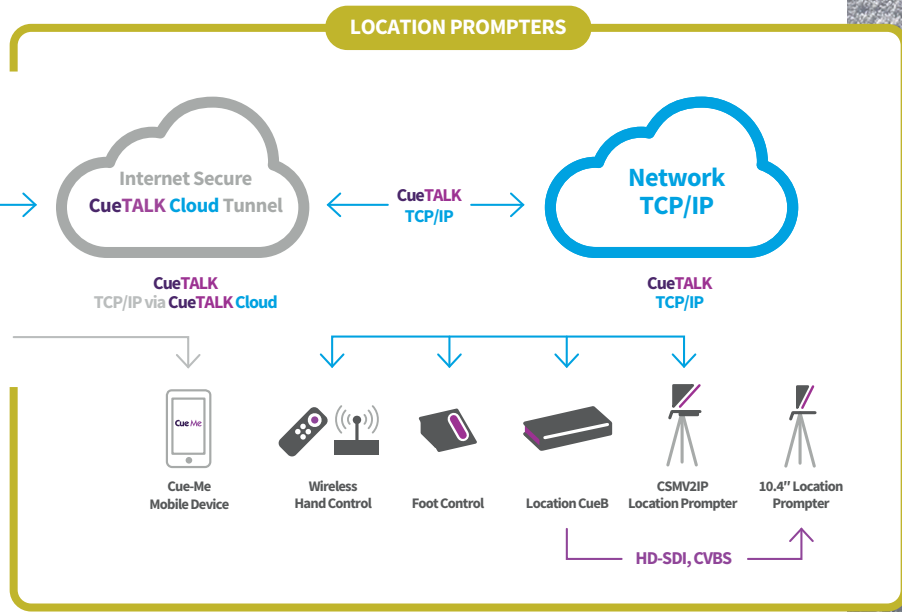 LOCATION PROMPTERS
Internet Secure
CueTALK Cloud Tunnel
CueTALK
TCP/IP
Network
TCP/IP
CueTALK
TCP/IP via CueTALK Cloud
CueTALK
TCP/IP
Cue Me
Cue-Me
Mobile Device
Wireless
Hand Control
Foot Control
Location CueB
CSMV2IP
Location Prompter
10.4" Location
Prompter
HD-SDI, CVBS